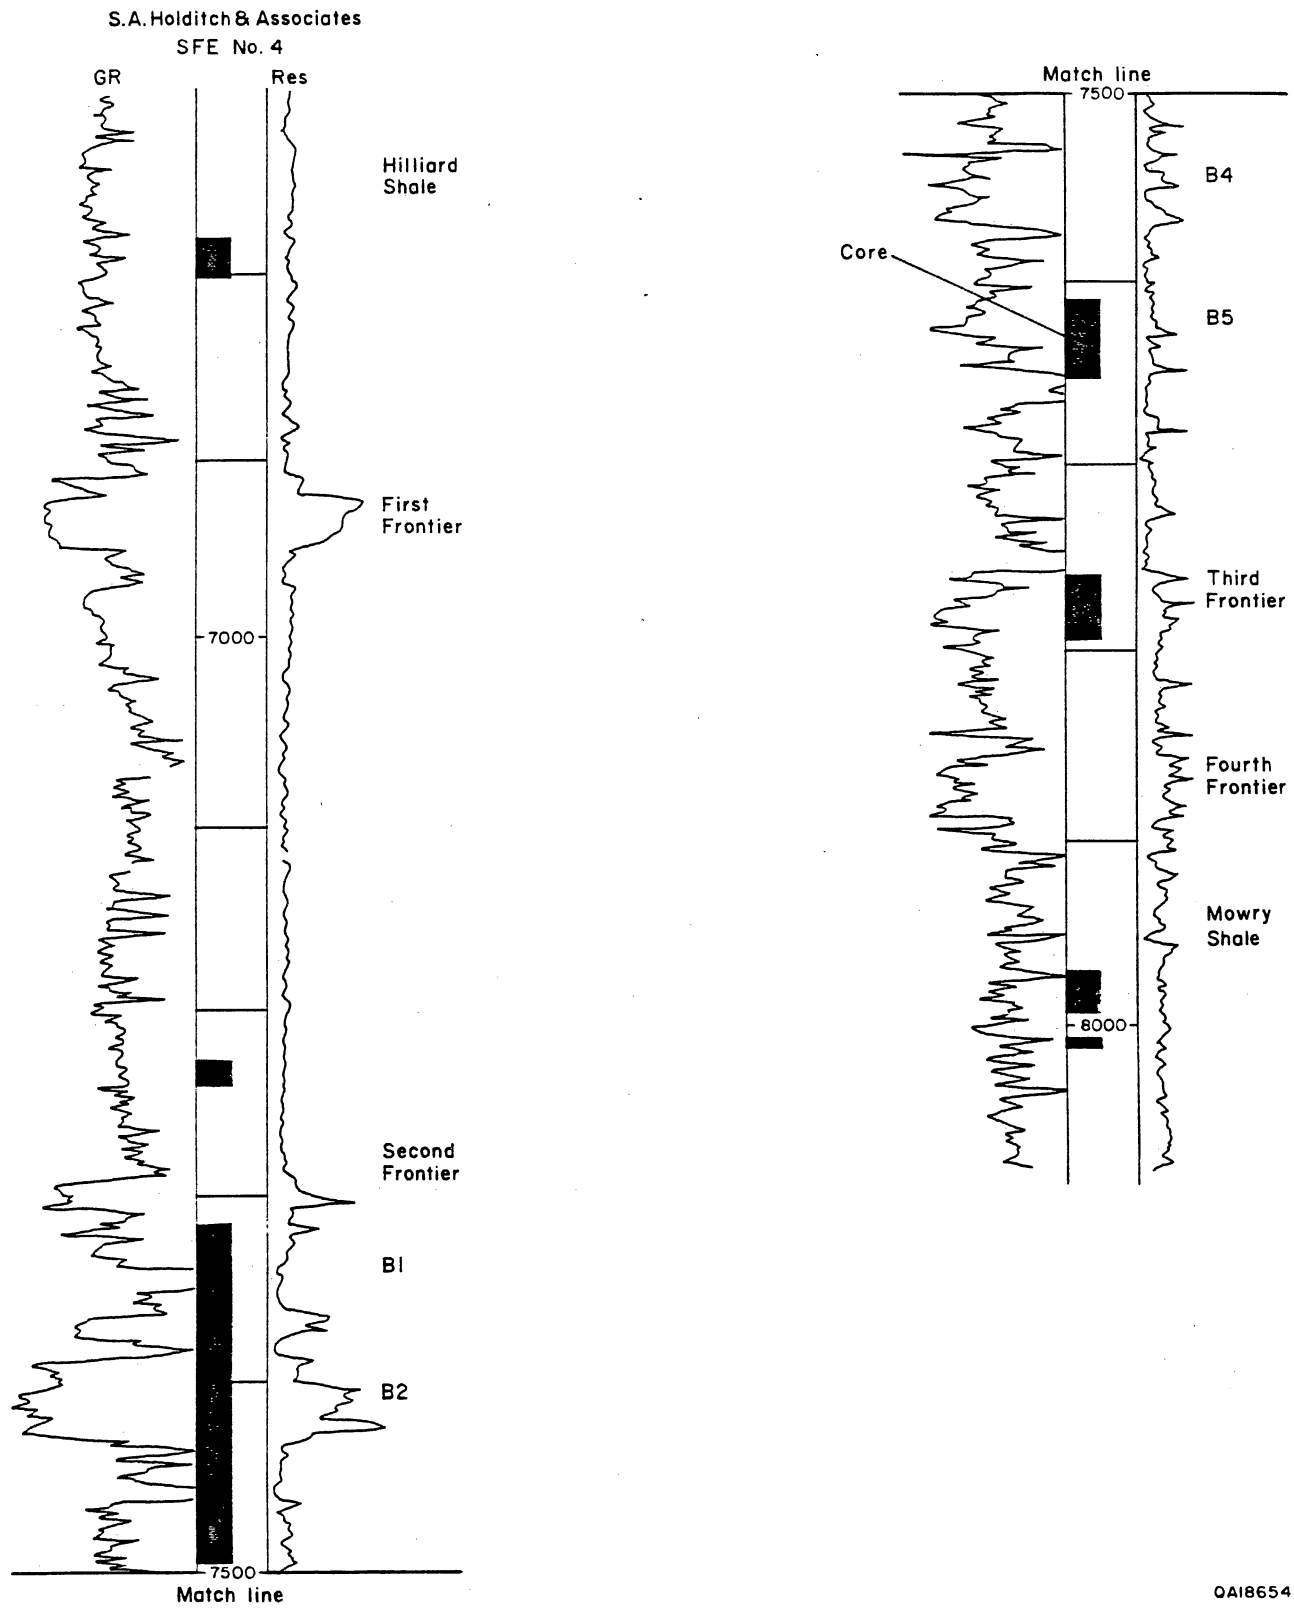 S.A. Holditch & Associates
SFE No. 4
GR
Res
Hilliard
Shale
First
Frontier
7000
Second
Frontier
B1
B2
7500
Match line
Match line
7500
B4
Core
B5
Third
Frontier
Fourth
Frontier
Mowry
Shale
8000
QA18654